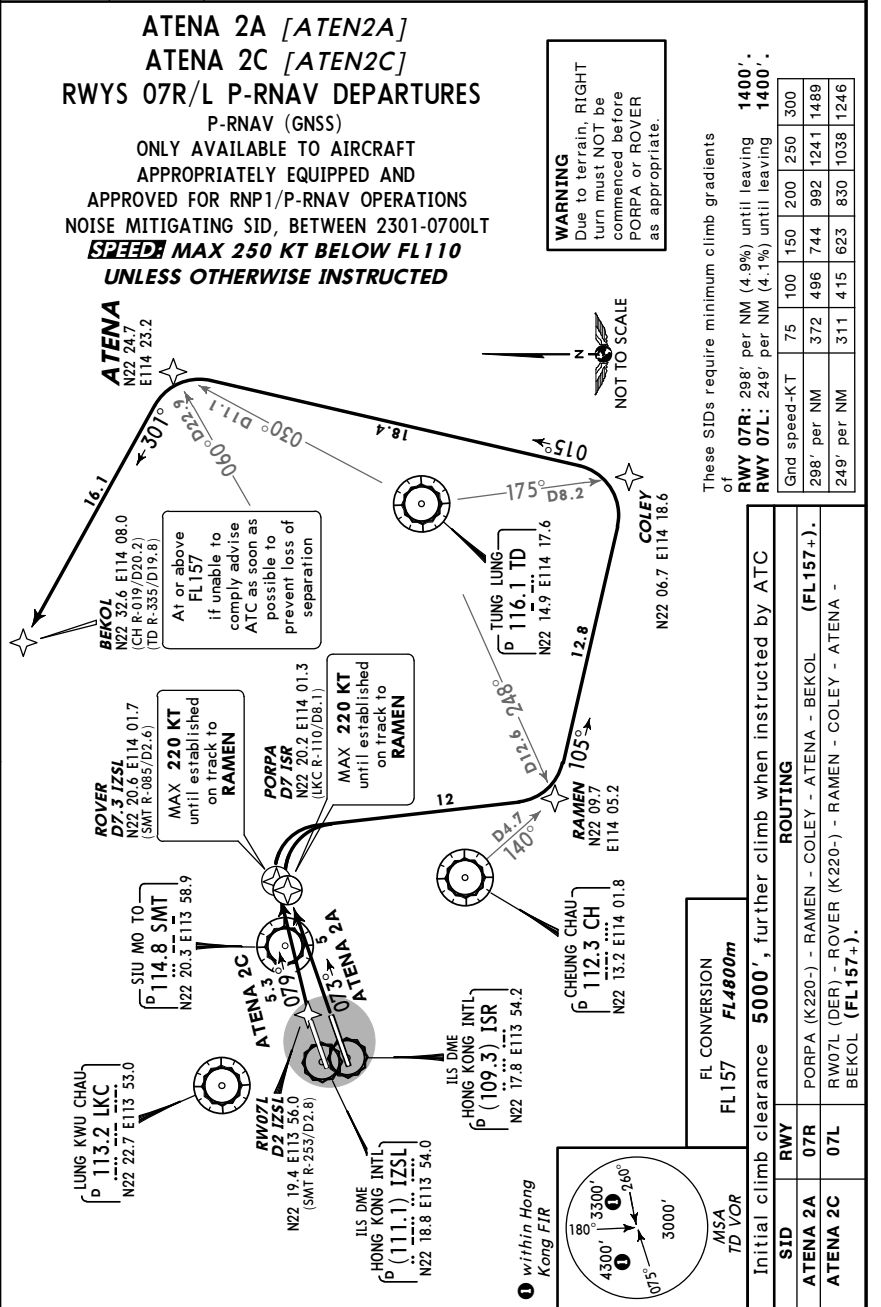 ATENA 2A [ATEN2A]
ATENA 2C [ATEN2C]
RWYS 07R/L P-RNAV DEPARTURES
P-RNAV (GNSS)
ONLY AVAILABLE TO AIRCRAFT
APPROPRIATELY EQUIPPED AND
APPROVED FOR RNP1/P-RNAV OPERATIONS
NOISE MITIGATING SID, BETWEEN 2301-0700LT
SPEED: MAX 250 KT BELOW FL110
UNLESS OTHERWISE INSTRUCTED
WARNING
Due to terrain, RIGHT
turn must NOT be
commenced before
PORPA or ROVER
as appropriate.
ATENA
N22 24.7
E114 23.2
301°
16.1
060° D22.9
030° D11.1
18.4
015°
N
NOT TO SCALE
BEKOL
N22 32.6 E114 08.0
(CH R-019/D20.2)
(TD R-335/D19.8)
At or above
FL157
if unable to
comply advise
ATC as soon as
possible to
prevent loss of
separation
TUNG LUNG
D 116.1 TD
N22 14.9 E114 17.6
175°
D8.2
COLEY
N22 06.7 E114 18.6
12.8
D12.6 248°
105°
ROVER
D7.3 IZSL
N22 20.6 E114 01.7
(SMT R-085/D2.6)
MAX 220 KT
until established
on track to
RAMEN
PORPA
D7 ISR
N22 20.2 E114 01.3
(LKC R-110/D8.1)
MAX 220 KT
until established
on track to
RAMEN
12
RAMEN
N22 09.7
E114 05.2
D4.7
140°
CHEUNG CHAU
D 112.3 CH
N22 13.2 E114 01.8
SIU MO TO
D 114.8 SMT
N22 20.3 E113 58.9
ATENA 2C
5.3
079°
5
073°
ATENA 2A
LUNG KWU CHAU
D 113.2 LKC
N22 22.7 E113 53.0
RW07L
D2 IZSL
N22 19.4 E113 56.0
(SMT R-253/D2.8)
ILS DME
HONG KONG INTL
D (111.1) IZSL
N22 18.8 E113 54.0
ILS DME
HONG KONG INTL
D (109.3) ISR
N22 17.8 E113 54.2
1 within Hong
Kong FIR
180°
3300'
1
260°
4300'
1
075°
3000'
MSA
TD VOR
FL CONVERSION
FL157 FL4800m
These SIDs require minimum climb gradients
of
RWY 07R: 298' per NM (4.9%) until leaving 1400'.
RWY 07L: 249' per NM (4.1%) until leaving 1400'.
Gnd speed-KT 75 100 150 200 250 300
298' per NM 372 496 744 992 1241 1489
249' per NM 311 415 623 830 1038 1246
Initial climb clearance 5000', further climb when instructed by ATC
SID RWY ROUTING
ATENA 2A 07R PORPA (K220-) - RAMEN - COLEY - ATENA - BEKOL (FL157+).
ATENA 2C 07L RW07L (DER) - ROVER (K220-) - RAMEN - COLEY - ATENA -
BEKOL (FL157+).